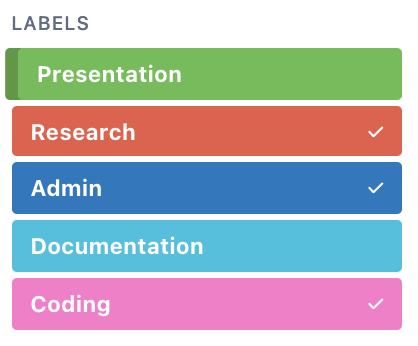 LABELS
Presentation
Research
Admin
Documentation
Coding